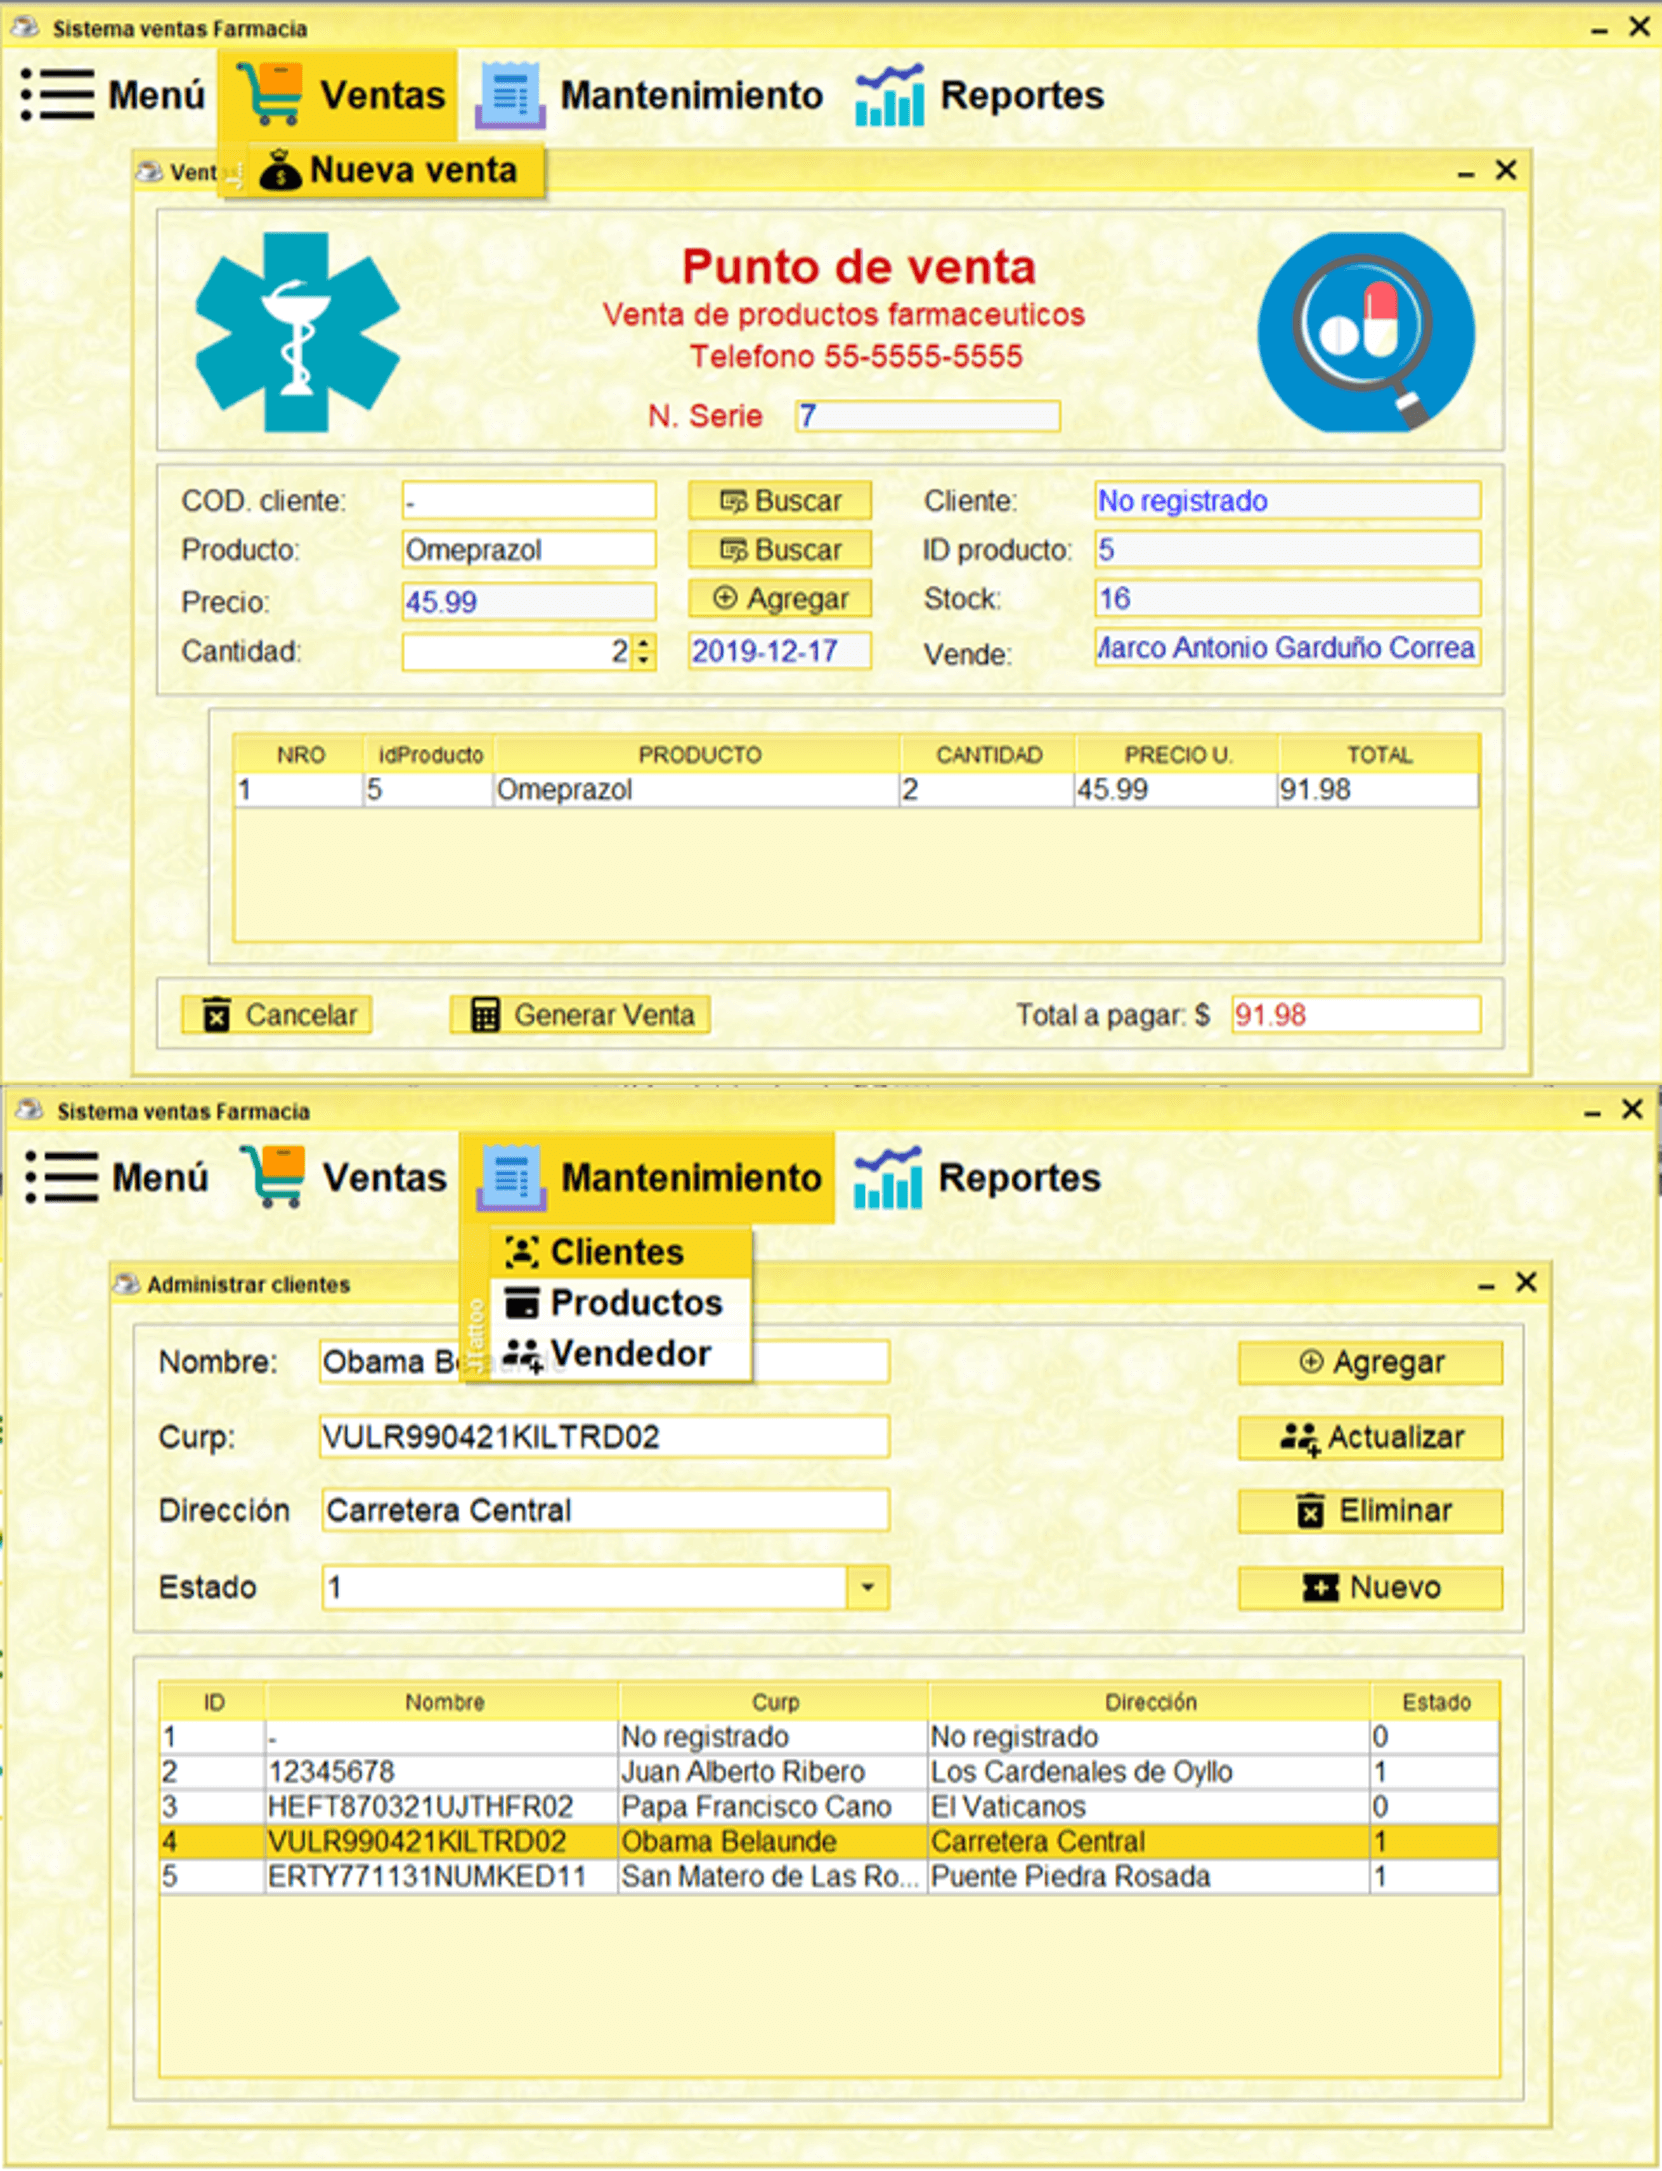 Sistema ventas Farmacia
Menú Ventas Mantenimiento Reportes
Nueva venta
Punto de venta
Venta de productos farmaceuticos
Telefono 55-5555-5555
N. Serie 7
COD. cliente: - Buscar Cliente: No registrado
Producto: Omeprazol Buscar ID producto: 5
Precio: 45.99 Agregar Stock: 16
Cantidad: 2 2019-12-17 Vende: Marco Antonio Garduño Correa
NRO idProducto PRODUCTO CANTIDAD PRECIO U. TOTAL
1 5 Omeprazol 2 45.99 91.98
Cancelar Generar Venta Total a pagar: $ 91.98
Sistema ventas Farmacia
Menú Ventas Mantenimiento Reportes
Clientes
Administrar clientes
Productos
Vendedor
Nombre: Obama Agregar
Curp: VULR990421KILTRD02 Actualizar
Dirección Carretera Central Eliminar
Estado 1 Nuevo
ID Nombre Curp Dirección Estado
1 - No registrado No registrado 0
2 12345678 Juan Alberto Ribero Los Cardenales de Oyllo 1
3 HEFT870321UJTHFR02 Papa Francisco Cano El Vaticanos 0
4 VULR990421KILTRD02 Obama Belaunde Carretera Central 1
5 ERTY771131NUMKED11 San Matero de Las Ro... Puente Piedra Rosada 1